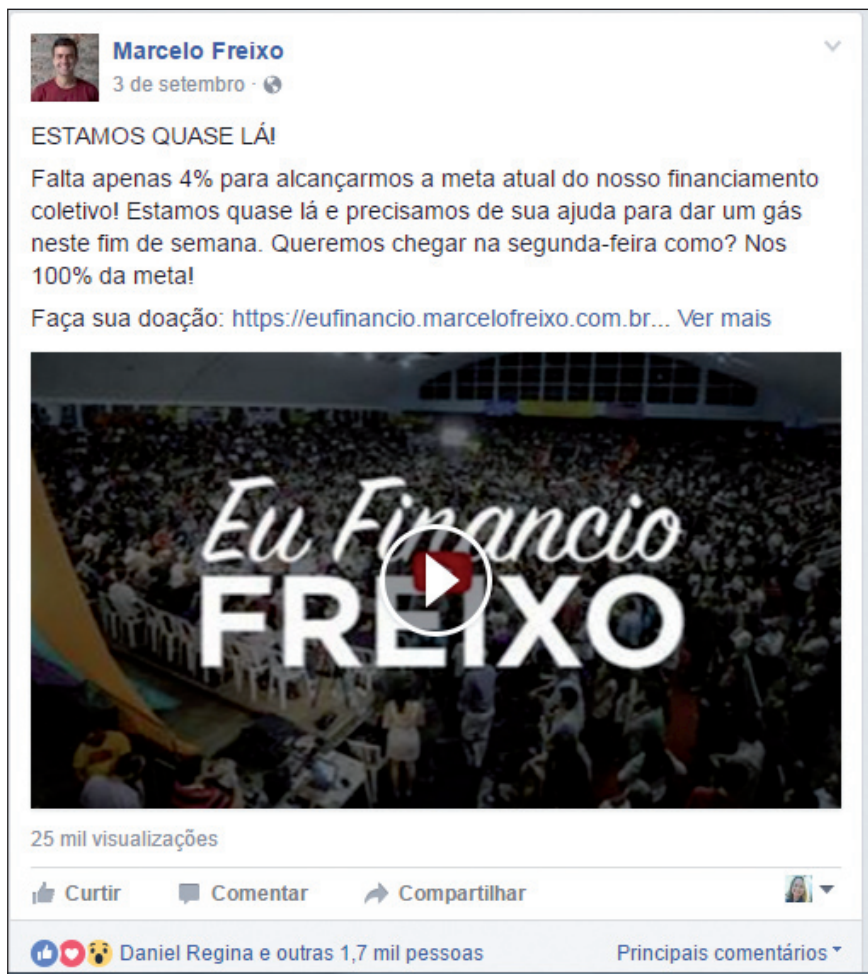 Marcelo Freixo
3 de setembro ·
ESTAMOS QUASE LÁ!
Falta apenas 4% para alcançarmos a meta atual do nosso financiamento
coletivo! Estamos quase lá e precisamos de sua ajuda para dar um gás
neste fim de semana. Queremos chegar na segunda-feira como? Nos
100% da meta!
Faça sua doação: https://eufinancio.marcelofreixo.com.br... Ver mais
Eu Financio
FREIXO
25 mil visualizações
Curtir Comentar Compartilhar
Daniel Regina e outras 1,7 mil pessoas Principais comentários